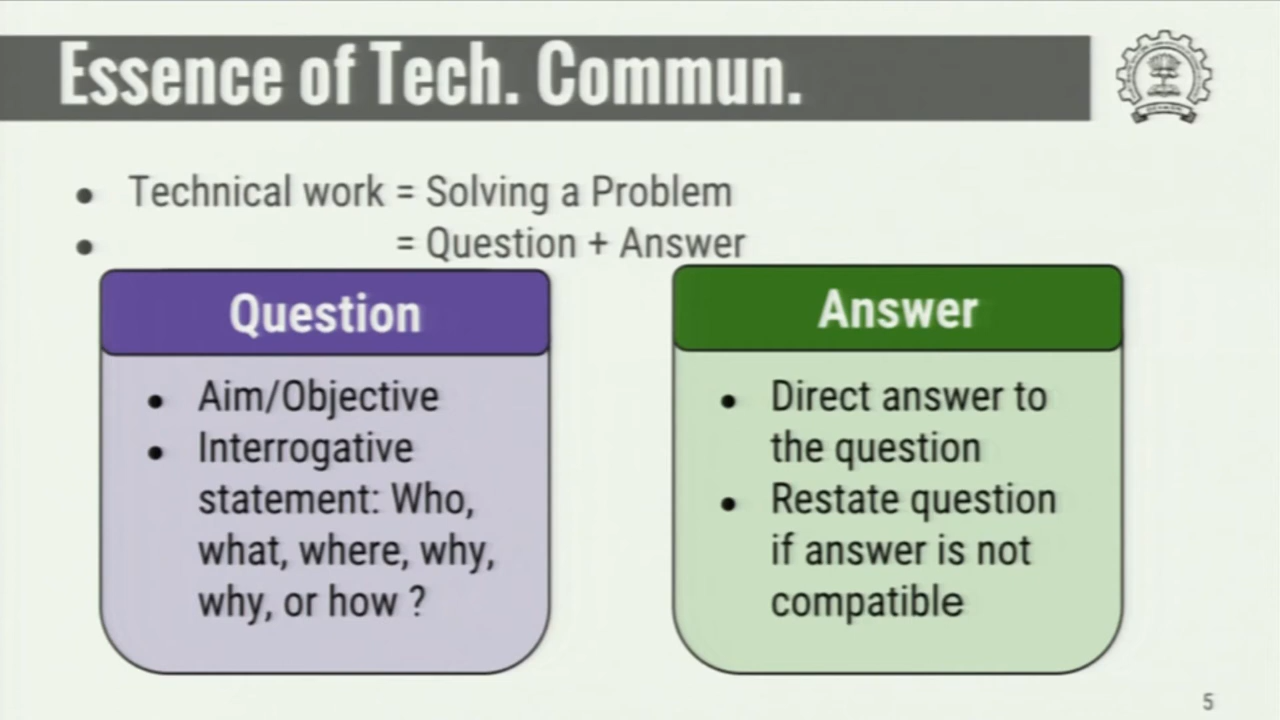 Essence of Tech. Commun.
• Technical work = Solving a Problem
• = Question + Answer
Question
• Aim/Objective
• Interrogative
statement: Who,
what, where, why,
why, or how ?
Answer
• Direct answer to
the question
• Restate question
if answer is not
compatible
5